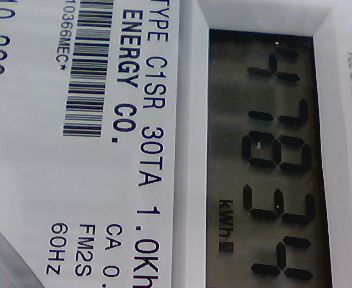 47834
kWh
TYPE C1SR 30TA 1.0Kh
ENERGY CO.
CA 0.
FM2S
60HZ
10366MEC*